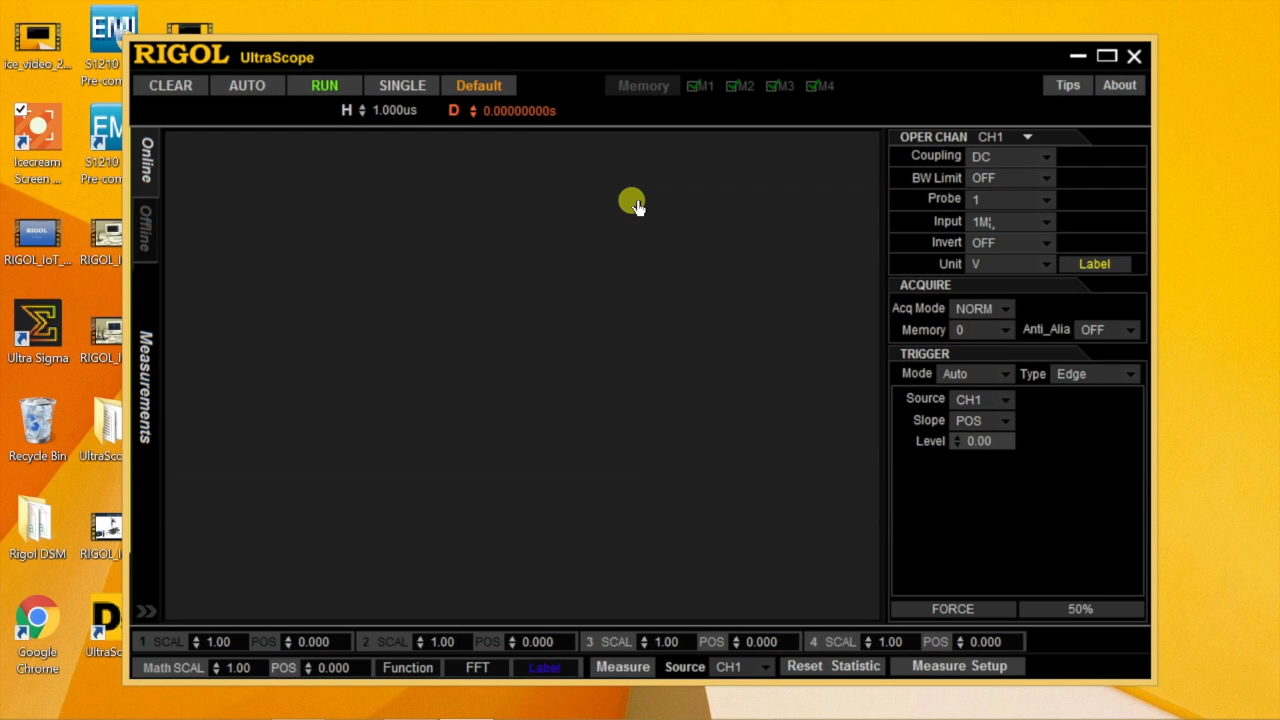 ice_video_2...
S1210
Pre-com
Icecream
Screen ...
S1210
Pre-com
RIGOL
RIGOL_IoT_...
RIGOL_I
Ultra Sigma
RIGOL_I
Recycle Bin
UltraSco
Rigol DSM
RIGOL_I
Google
Chrome
UltraSc
RIGOL UltraScope
CLEAR AUTO RUN SINGLE Default Memory M1 M2 M3 M4 Tips About
H 1.000us D 0.00000000s
Online
Offline
Measurements
OPER CHAN CH1
Coupling DC
BW Limit OFF
Probe 1
Input 1M¦¸
Invert OFF
Unit V Label
ACQUIRE
Acq Mode NORM
Memory 0 Anti_Alia OFF
TRIGGER
Mode Auto Type Edge
Source CH1
Slope POS
Level 0.00
FORCE 50%
1 SCAL 1.00 POS 0.000 2 SCAL 1.00 POS 0.000 3 SCAL 1.00 POS 0.000 4 SCAL 1.00 POS 0.000
Math SCAL 1.00 POS 0.000 Function FFT Label Measure Source CH1 Reset Statistic Measure Setup